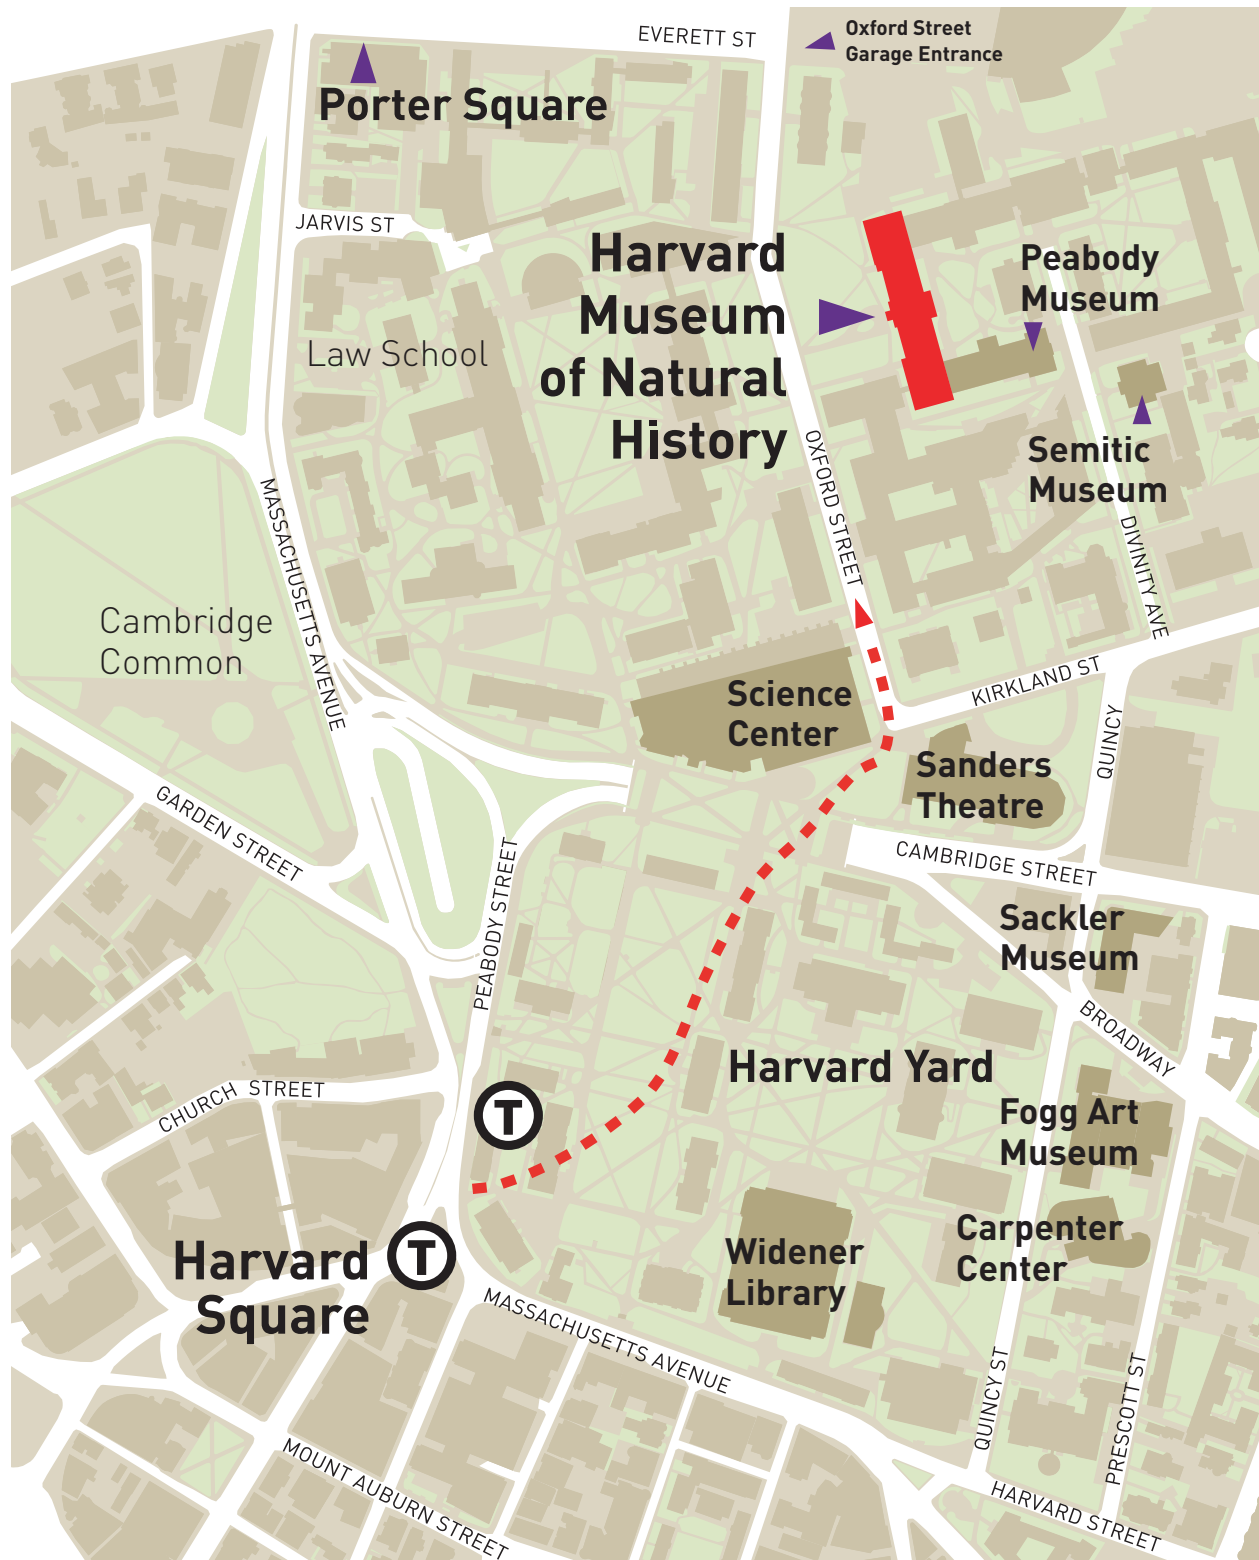 EVERETT ST
Oxford Street
Garage Entrance
Porter Square
JARVIS ST
Harvard
Museum
of Natural
History
Peabody
Museum
Law School
Semitic
Museum
OXFORD STREET
MASSACHUSETTS AVENUE
DIVINITY AVE
Cambridge
Common
KIRKLAND ST
Science
Center
QUINCY
Sanders
Theatre
GARDEN STREET
PEABODY STREET
CAMBRIDGE STREET
Sackler
Museum
BROADWAY
Harvard Yard
CHURCH STREET
T
Fogg Art
Museum
T
Harvard
Square
Widener
Library
Carpenter
Center
MASSACHUSETTS AVENUE
QUINCY ST
PRESCOTT ST
MOUNT AUBURN STREET
HARVARD STREET